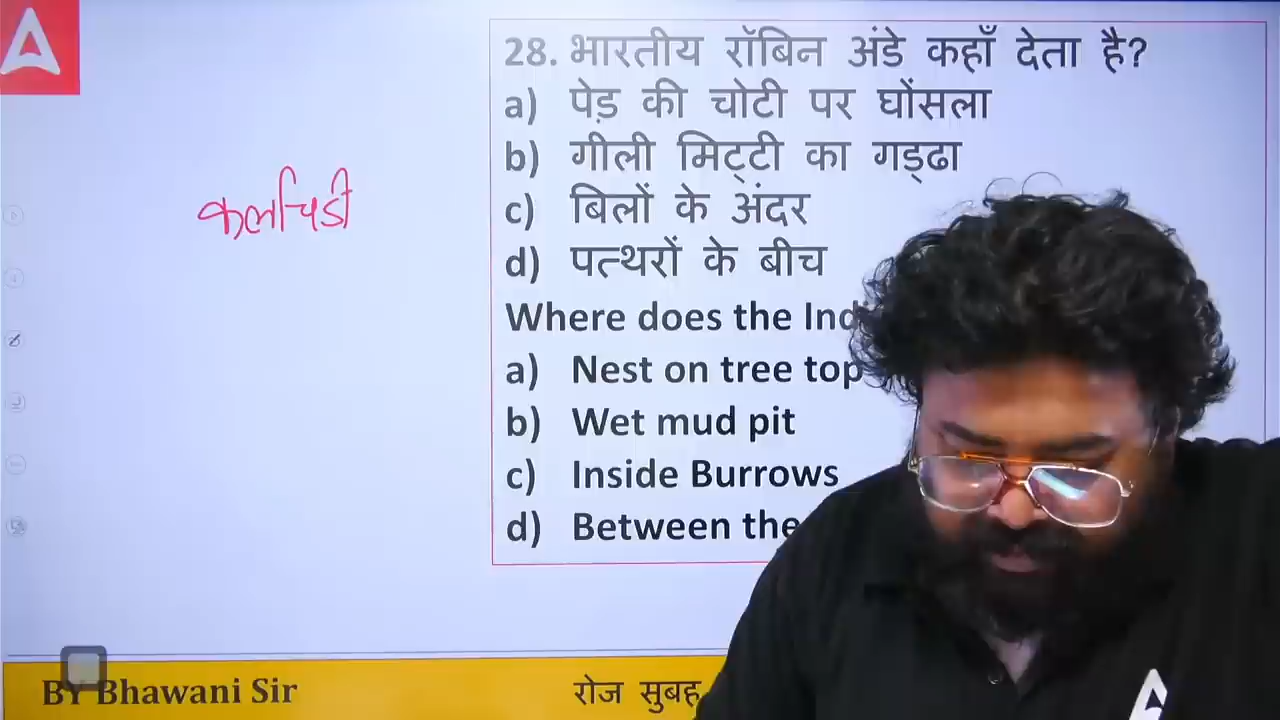 28. भारतीय रॉबिन अंडे कहाँ देता है?
a) पेड़ की चोटी पर घोंसला
b) गीली मिट्टी का गड्ढा
c) बिलों के अंदर
d) पत्थरों के बीच
Where does the
a) Nest on tree top
b) Wet mud pit
c) Inside Burrows
d) Between the
कलचिडी
BY Bhawani Sir
रोज सुबह